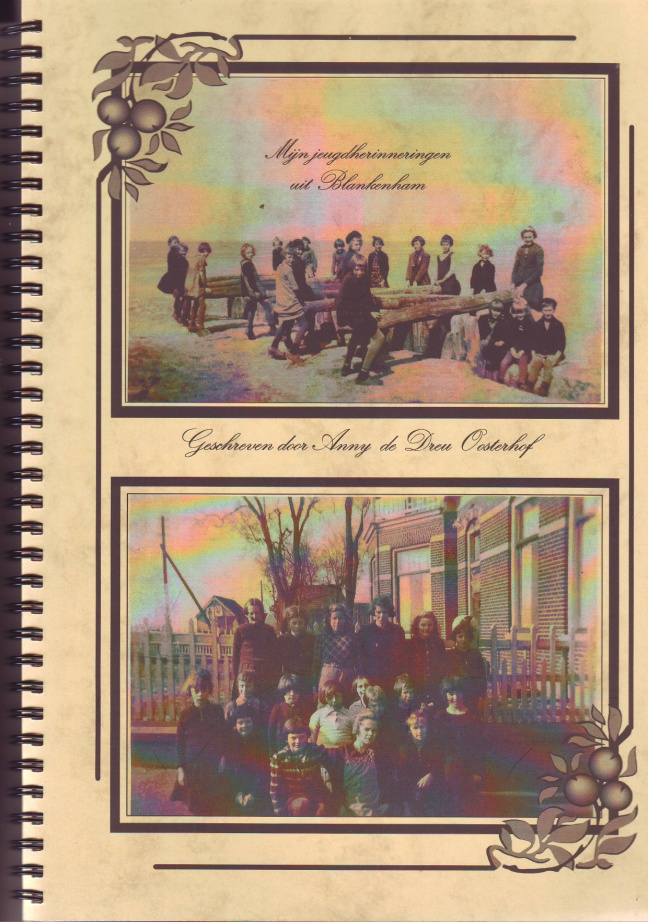 Mijn jeugdherinneringen
uit Blankenham
Geschreven door Anny de Dreu Oosterhof